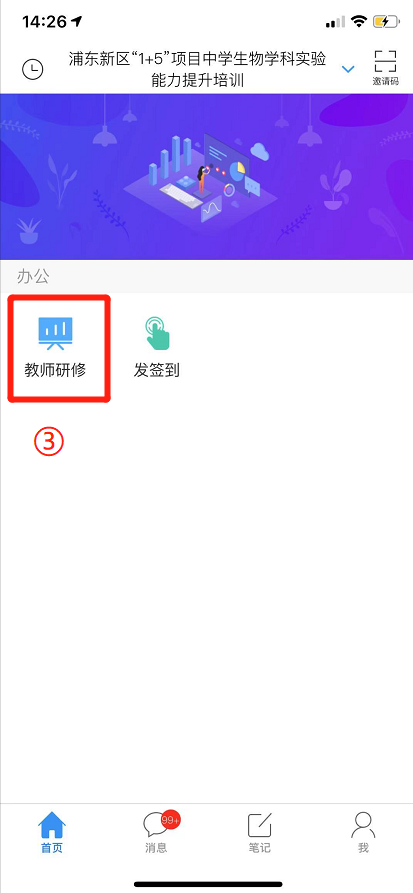 14:26
浦东新区“1+5”项目中学生物学科实验
能力提升培训
邀请码
办公
教师研修
发签到
③
99+
首页
消息
笔记
我